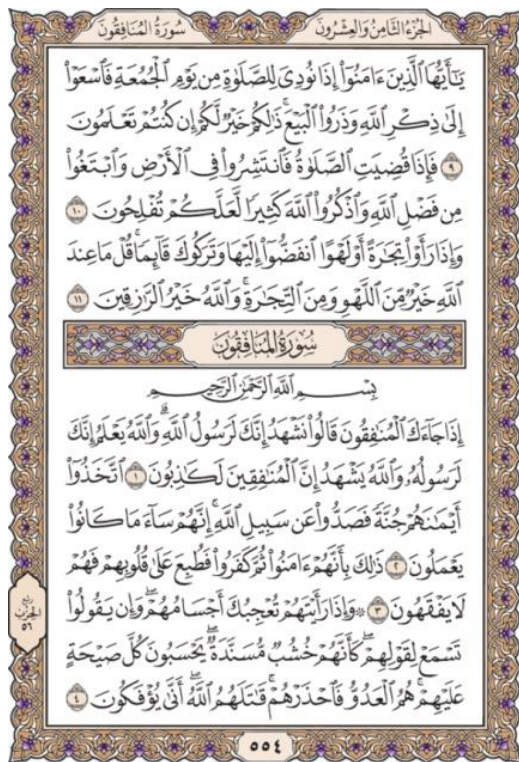 الجزء الثامن والعشرون
سورة المنافقون
يَـٰٓأَيُّهَا ٱلَّذِينَ ءَامَنُوٓا۟ إِذَا نُودِىَ لِلصَّلَوٰةِ مِن يَوْمِ ٱلْجُمُعَةِ فَٱسْعَوْا۟
إِلَىٰ ذِكْرِ ٱللَّهِ وَذَرُوا۟ ٱلْبَيْعَ ۚ ذَٰلِكُمْ خَيْرٌ لَّكُمْ إِن كُنتُمْ تَعْلَمُونَ
٩ فَإِذَا قُضِيَتِ ٱلصَّلَوٰةُ فَٱنتَشِرُوا۟ فِى ٱلْأَرْضِ وَٱبْتَغُوا۟
مِن فَضْلِ ٱللَّهِ وَٱذْكُرُوا۟ ٱللَّهَ كَثِيرًا لَّعَلَّكُمْ تُفْلِحُونَ ١٠
وَإِذَا رَأَوْا۟ تِجَـٰرَةً أَوْ لَهْوًا ٱنفَضُّوٓا۟ إِلَيْهَا وَتَرَكُوكَ قَآئِمًا ۚ قُلْ مَا عِندَ
ٱللَّهِ خَيْرٌ مِّنَ ٱللَّهْوِ وَمِنَ ٱلتِّجَـٰرَةِ ۚ وَٱللَّهُ خَيْرُ ٱلرَّٰزِقِينَ ١١
سُورَةُ المُنَافِقُونَ
بِسْمِ ٱللَّهِ ٱلرَّحْمَـٰنِ ٱلرَّحِيمِ
إِذَا جَآءَكَ ٱلْمُنَـٰفِقُونَ قَالُوا۟ نَشْهَدُ إِنَّكَ لَرَسُولُ ٱللَّهِ ۗ وَٱللَّهُ يَعْلَمُ إِنَّكَ
لَرَسُولُهُۥ وَٱللَّهُ يَشْهَدُ إِنَّ ٱلْمُنَـٰفِقِينَ لَكَـٰذِبُونَ ١ ٱتَّخَذُوٓا۟
أَيْمَـٰنَهُمْ جُنَّةً فَصَدُّوا۟ عَن سَبِيلِ ٱللَّهِ ۚ إِنَّهُمْ سَآءَ مَا كَانُوا۟
يَعْمَلُونَ ٢ ذَٰلِكَ بِأَنَّهُمْ ءَامَنُوا۟ ثُمَّ كَفَرُوا۟ فَطُبِعَ عَلَىٰ قُلُوبِهِمْ فَهُمْ
لَا يَفْقَهُونَ ٣ ۞ وَإِذَا رَأَيْتَهُمْ تُعْجِبُكَ أَجْسَامُهُمْ ۖ وَإِن يَقُولُوا۟
تَسْمَعْ لِقَوْلِهِمْ ۖ كَأَنَّهُمْ خُشُبٌ مُّسَنَّدَةٌ ۖ يَحْسَبُونَ كُلَّ صَيْحَةٍ
عَلَيْهِمْ ۚ هُمُ ٱلْعَدُوُّ فَٱحْذَرْهُمْ ۚ قَـٰتَلَهُمُ ٱللَّهُ ۖ أَنَّىٰ يُؤْفَكُونَ ٤
ربع
الحزب
٥٦
٥٥٤